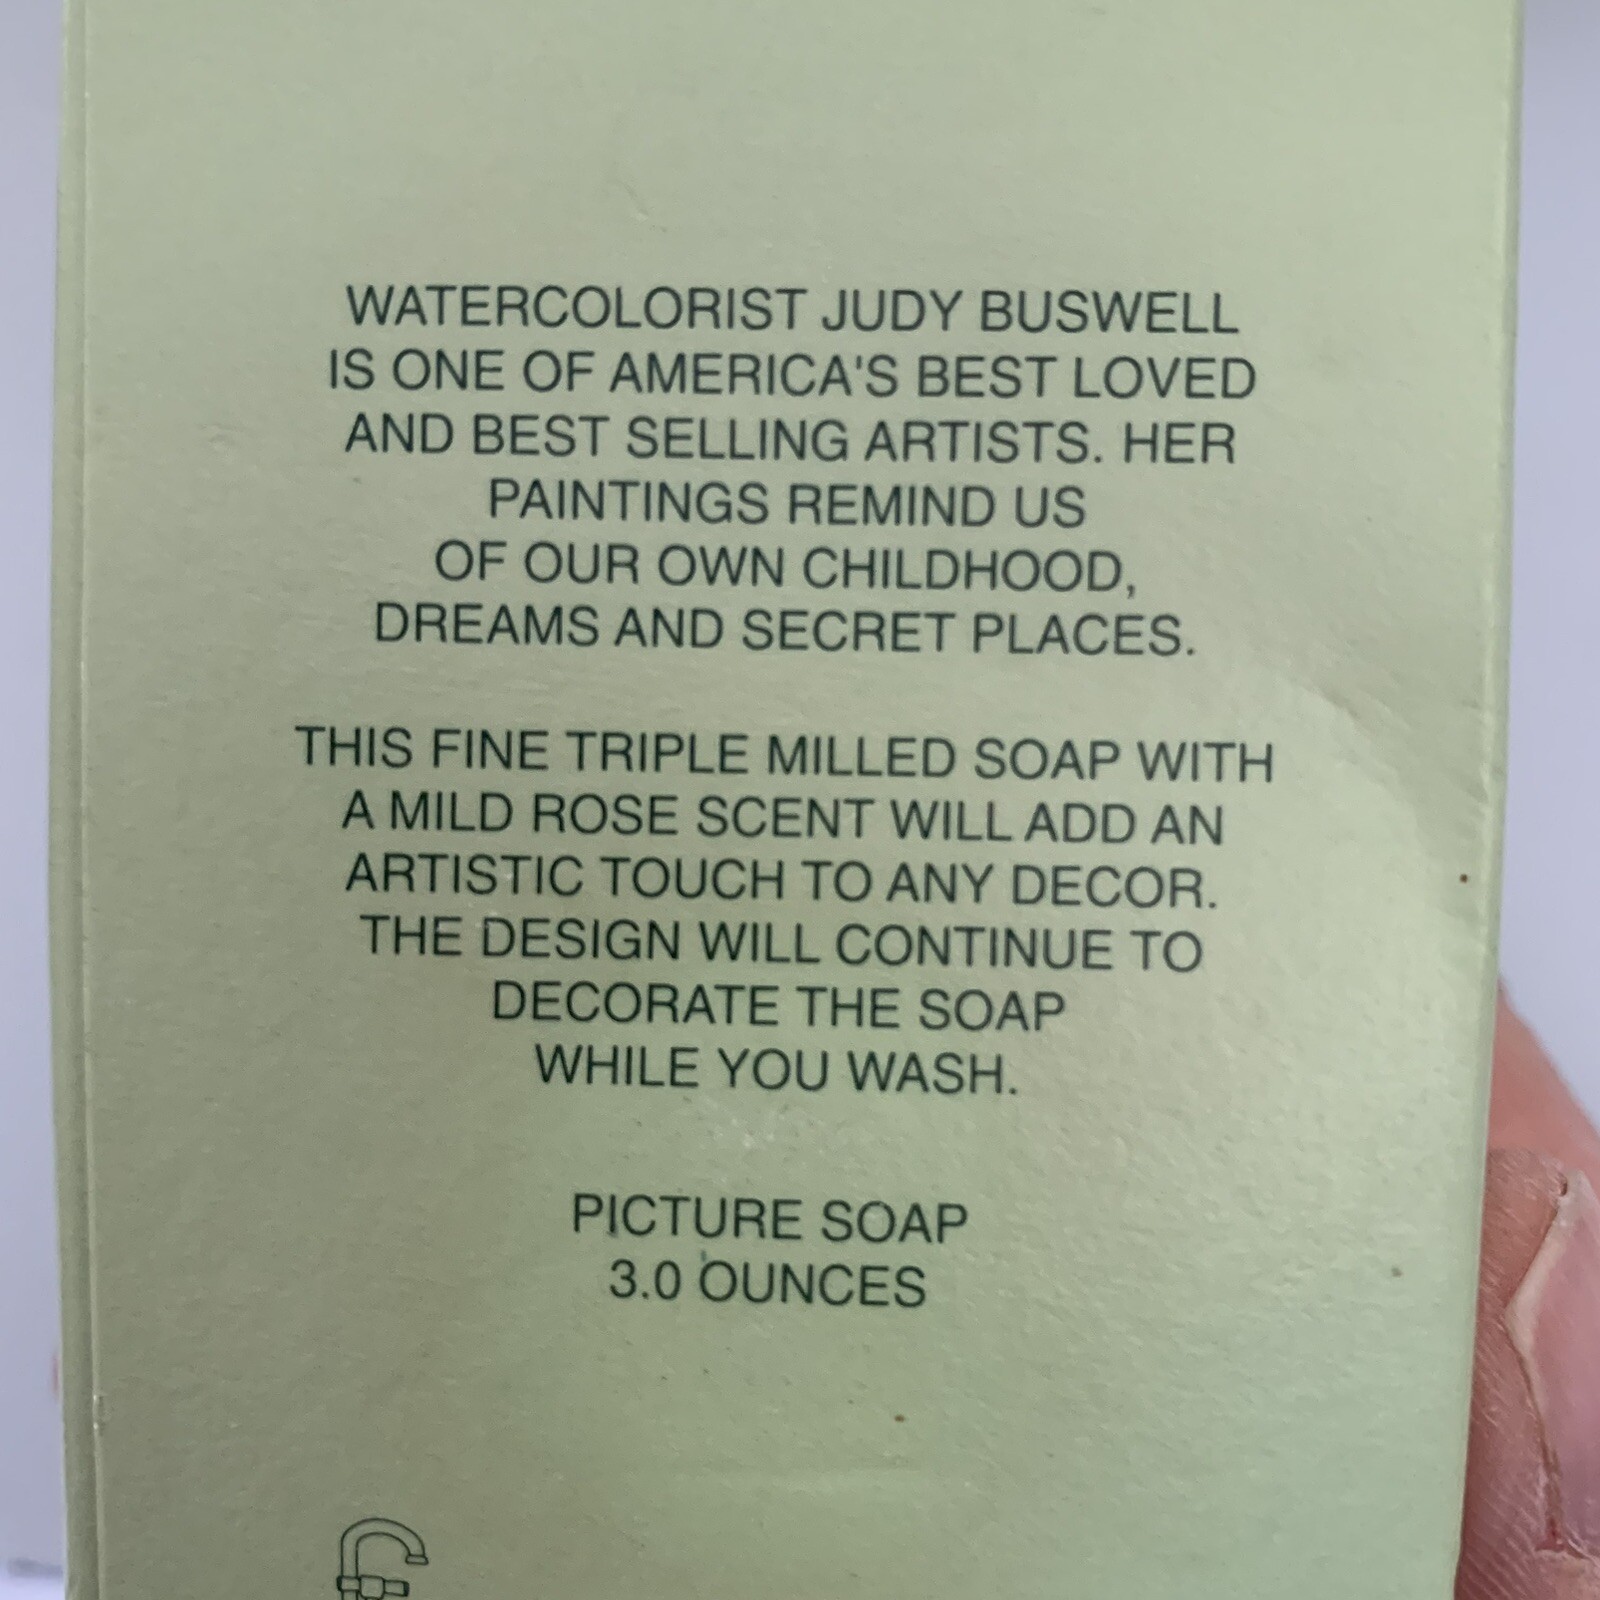 WATERCOLORIST JUDY BUSWELL
IS ONE OF AMERICA'S BEST LOVED
AND BEST SELLING ARTISTS. HER
PAINTINGS REMIND US
OF OUR OWN CHILDHOOD,
DREAMS AND SECRET PLACES.
THIS FINE TRIPLE MILLED SOAP WITH
A MILD ROSE SCENT WILL ADD AN
ARTISTIC TOUCH TO ANY DECOR.
THE DESIGN WILL CONTINUE TO
DECORATE THE SOAP
WHILE YOU WASH.
PICTURE SOAP
3.0 OUNCES